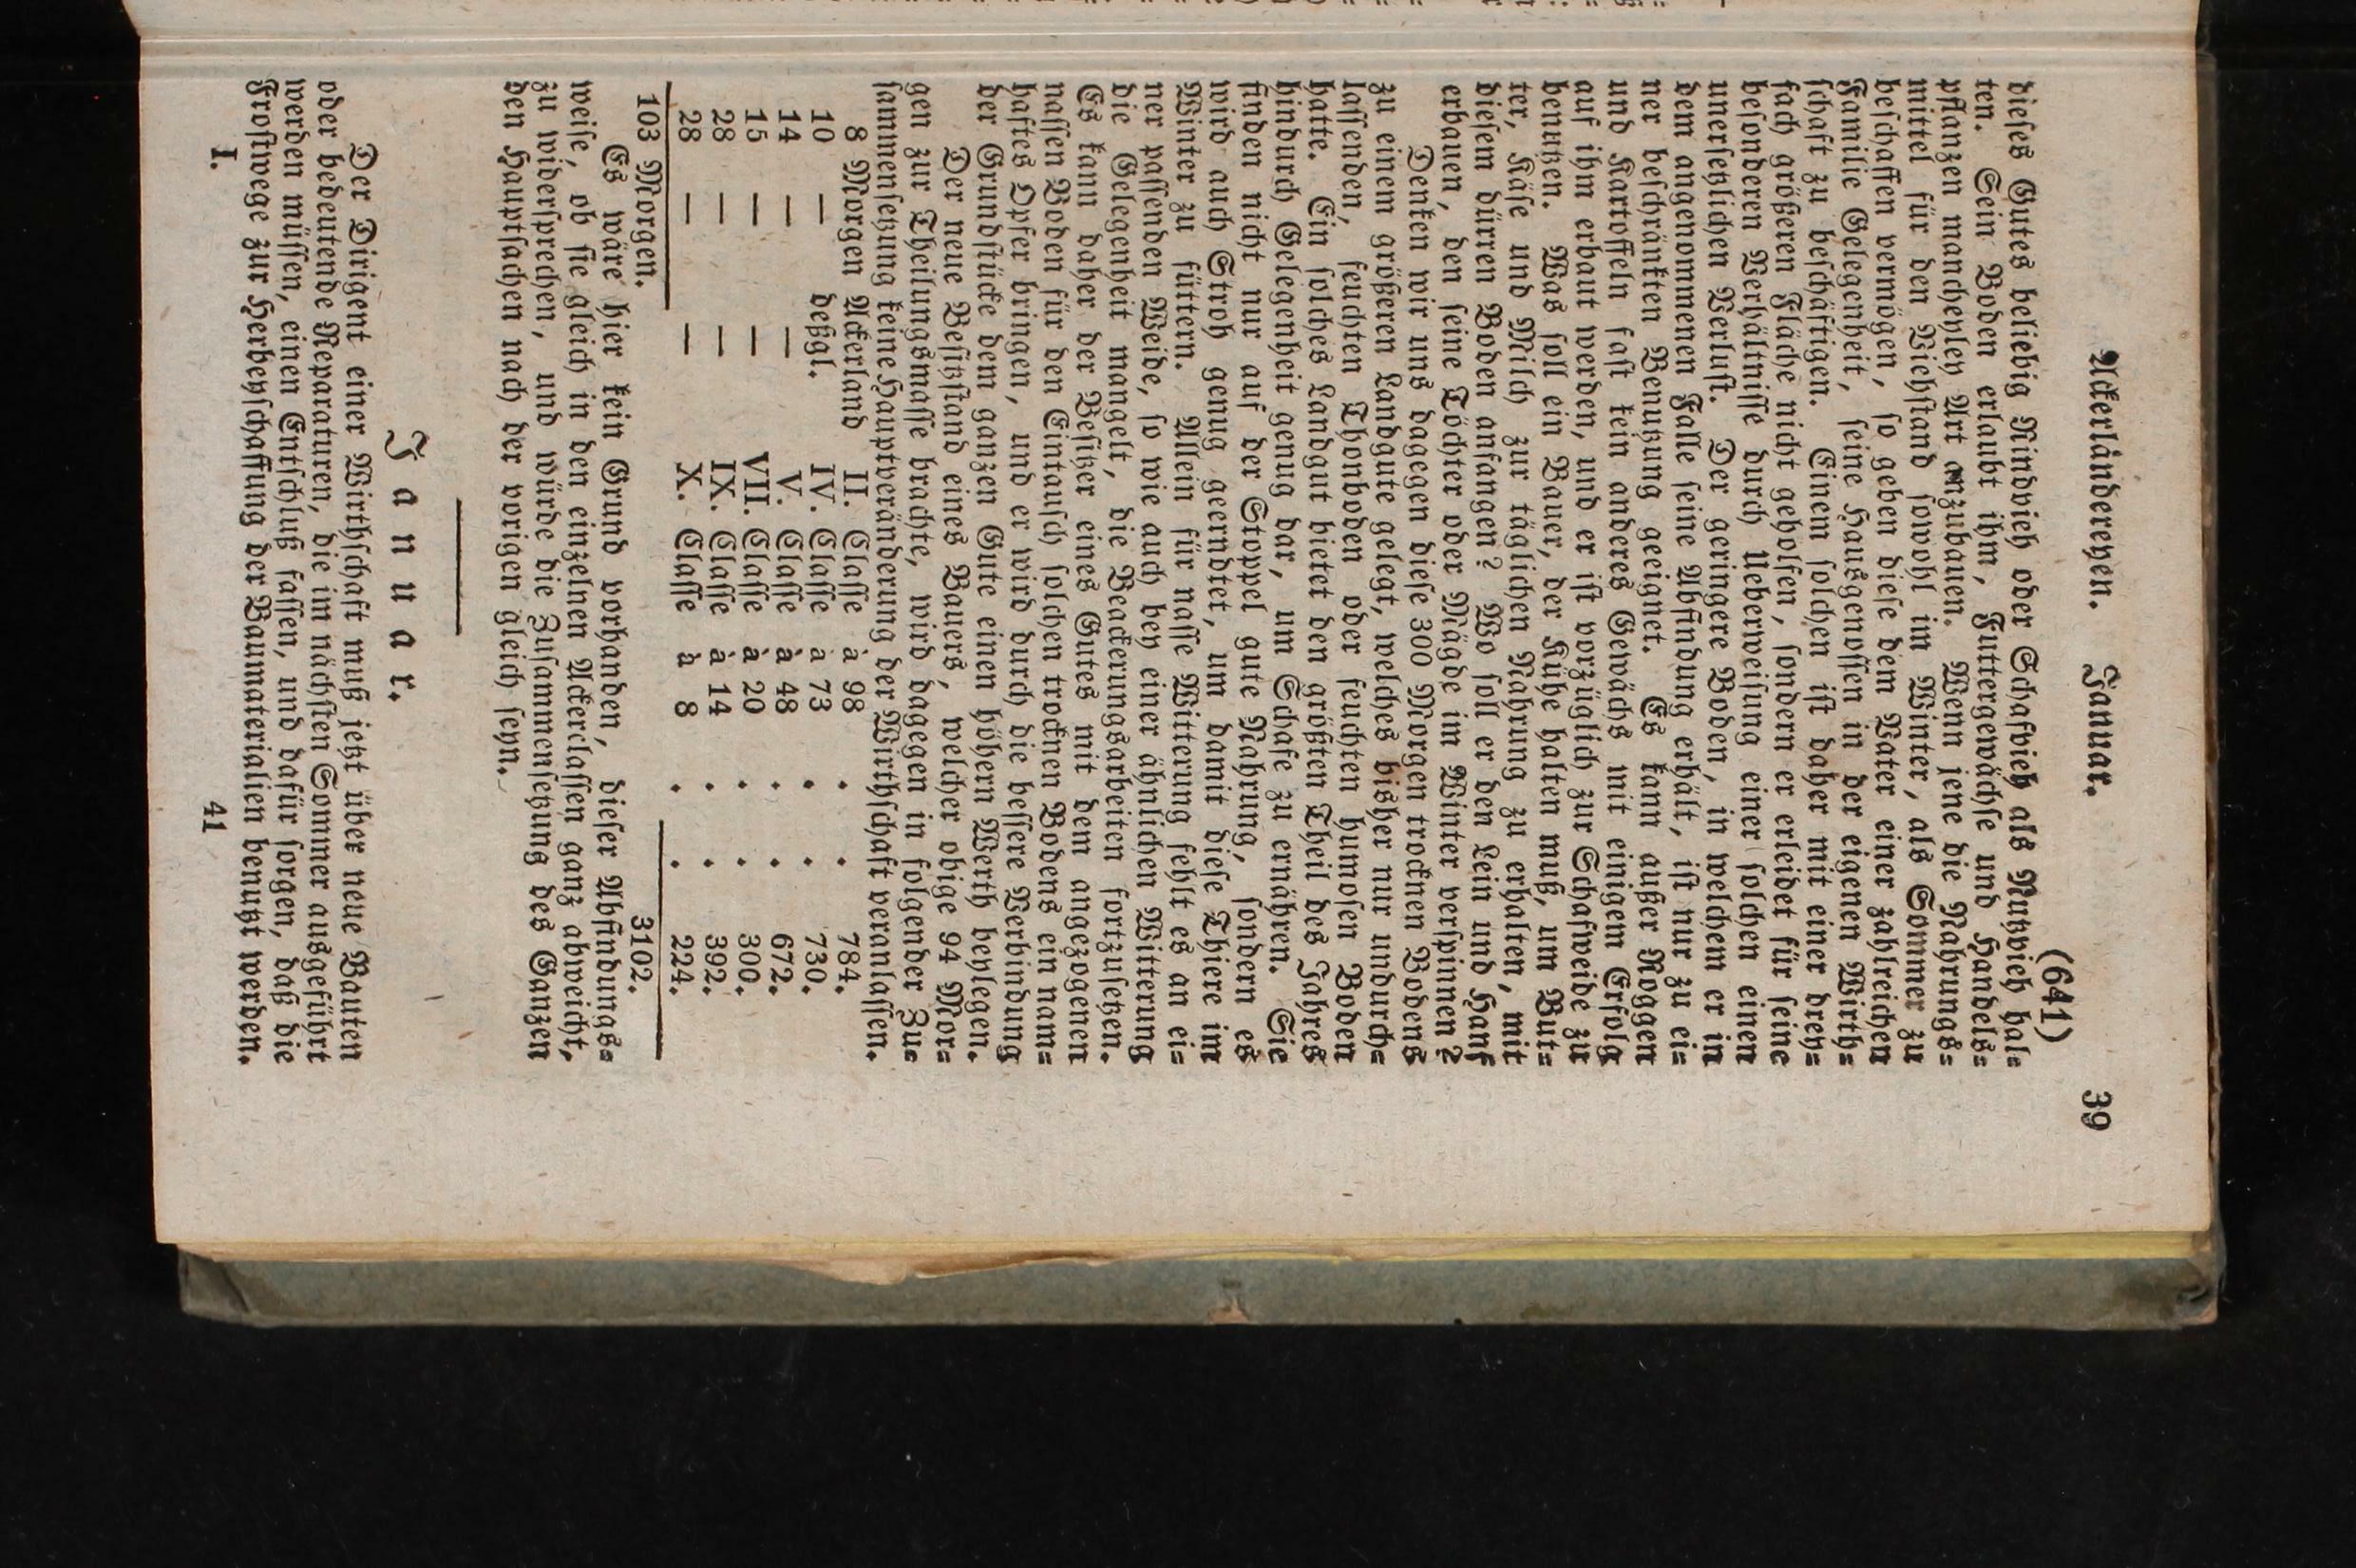 Ackerländereyen. Januar. 39
(641)
dieſes Gutes beliebig Rindvieh oder Schafvieh als Nutzvieh hal=
ten. Sein Boden erlaubt ihm, Futtergewächſe und Handels=
pflanzen mancheyley Art anzubauen. Wenn jene die Nahrungs=
mittel für den Viehſtand ſowohl im Winter, als Sommer zu
beſchaffen vermögen, ſo geben dieſe dem Vater einer zahlreichen
Familie Gelegenheit, ſeine Hausgenoſſen in der eigenen Wirth=
ſchaft zu beſchäftigen. Einem ſolchen iſt daher mit einer drey=
fach größeren Fläche nicht geholfen, ſondern er erleidet für ſeine
beſonderen Verhältniſſe durch Ueberweiſung einer ſolchen einen
unerſetzlichen Verluſt. Der geringere Boden, in welchem er in
dem angenommenen Falle ſeine Abfindung erhält, iſt nur zu ei=
ner beſchränkten Benutzung geeignet. Es kann außer Roggen
und Kartoffeln faſt kein anderes Gewächs mit einigem Erfolg
auf ihm erbaut werden, und er iſt vorzüglich zur Schafweide zu
benutzen. Was ſoll ein Bauer, der Kühe halten muß, um But=
ter, Käſe und Milch zur täglichen Nahrung zu erhalten, mit
dieſem dürren Boden anfangen? Wo ſoll er den Lein und Hanf
erbauen, den ſeine Töchter oder Mägde im Winter verſpinnen?
Denken wir uns dagegen dieſe 300 Morgen trocknen Bodens
zu einem größeren Landgute gelegt, welches bisher nur undurch=
laſſenden, feuchten Thonboden oder feuchten humoſen Boden
hatte. Ein ſolches Landgut bietet den größten Theil des Jahres
hindurch Gelegenheit genug dar, um Schafe zu ernähren. Sie
finden nicht nur auf der Stoppel gute Nahrung, ſondern es
wird auch Stroh genug geerndtet, um damit dieſe Thiere im
Winter zu füttern. Allein für naſſe Witterung fehlt es an ei=
ner paſſenden Weide, ſo wie auch bey einer ähnlichen Witterung
die Gelegenheit mangelt, die Beackerungsarbeiten fortzuſetzen.
Es kann daher der Beſitzer eines Gutes mit dem angezogenen
naſſen Boden für den Eintauſch ſolchen trocknen Bodens ein nam=
haftes Opfer bringen, und er wird durch die beſſere Verbindung
der Grundſtücke dem ganzen Gute einen höhern Werth beylegen.
Der neue Beſitzſtand eines Bauers, welcher obige 94 Mor=
gen zur Theilungsmaſſe brachte, wird dagegen in folgender Zu=
ſammenſetzung keine Hauptveränderung der Wirthſchaft veranlaſſen.
8 Morgen Ackerland II. Claſſe à 98 . . 784.
10 — deßgl. IV. Claſſe à 73 . . 730.
14 — — V. Claſſe à 48 . . 672.
15 — — VII. Claſſe à 20 . . 300.
28 — — IX. Claſſe à 14 . . 392.
28 — — X. Claſſe à 8 . . 224.
103 Morgen. 3102.
Es wäre hier kein Grund vorhanden, dieſer Abfindungs=
weiſe, ob ſie gleich in den einzelnen Ackerclaſſen ganz abweicht,
zu widerſprechen, und würde die Zuſammenſetzung des Ganzen
den Hauptſachen nach der vorigen gleich ſeyn.
Januar.
Der Dirigent einer Wirthſchaft muß jetzt über neue Bauten
oder bedeutende Reparaturen, die im nächſten Sommer ausgeführt
werden müſſen, einen Entſchluß faſſen, und dafür ſorgen, daß die
Froſtwege zur Herbeyſchaffung der Baumaterialien benutzt werden.
I. 41